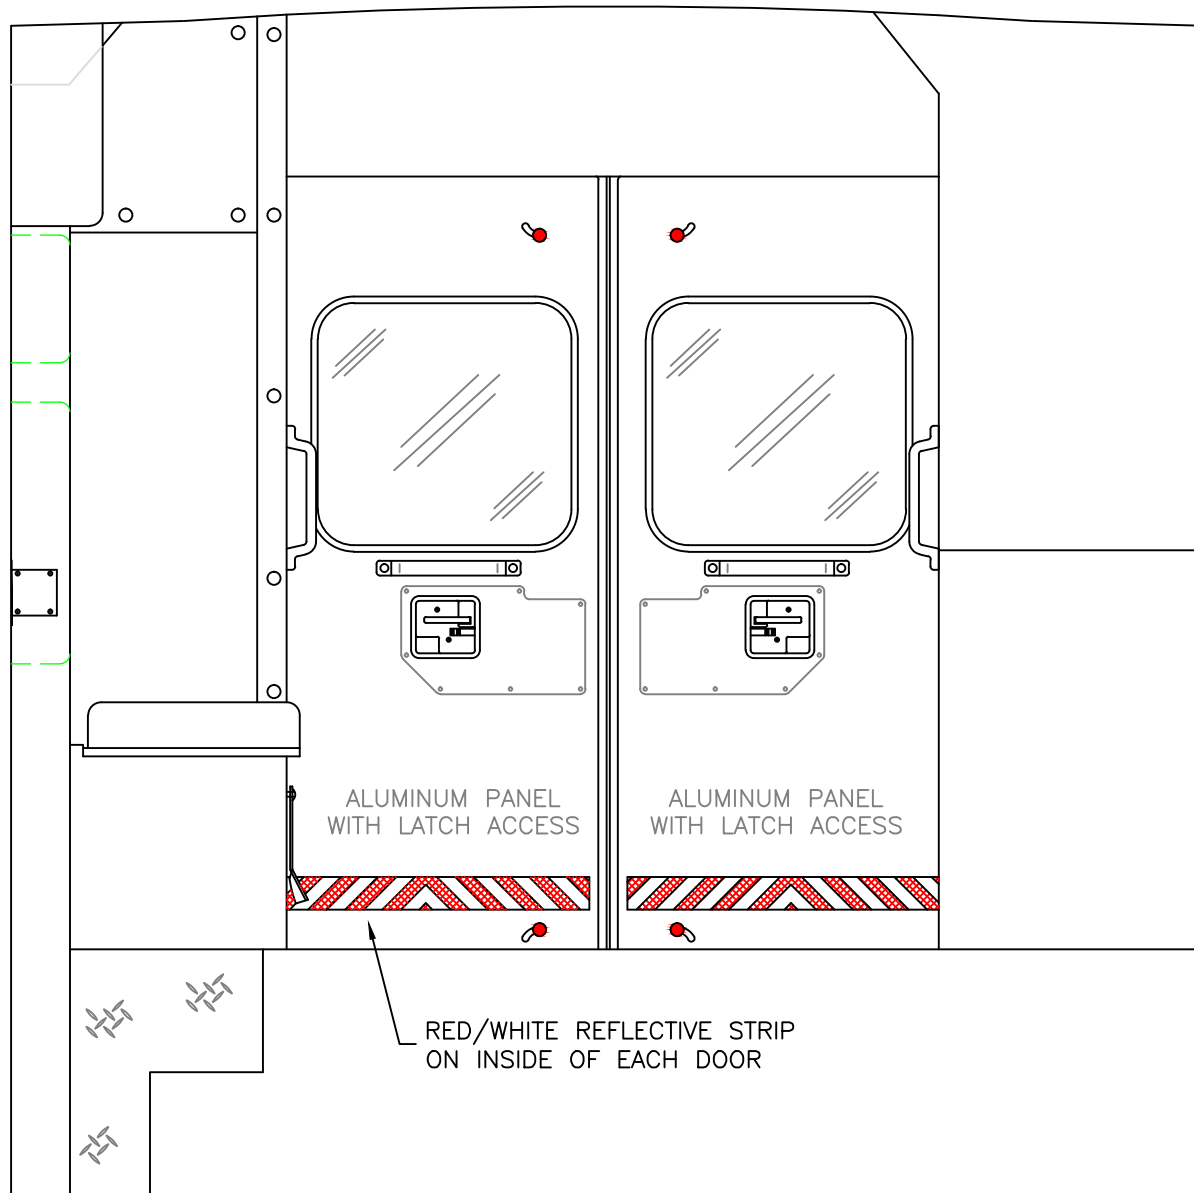 ALUMINUM PANEL
WITH LATCH ACCESS
ALUMINUM PANEL
WITH LATCH ACCESS
RED/WHITE REFLECTIVE STRIP
ON INSIDE OF EACH DOOR